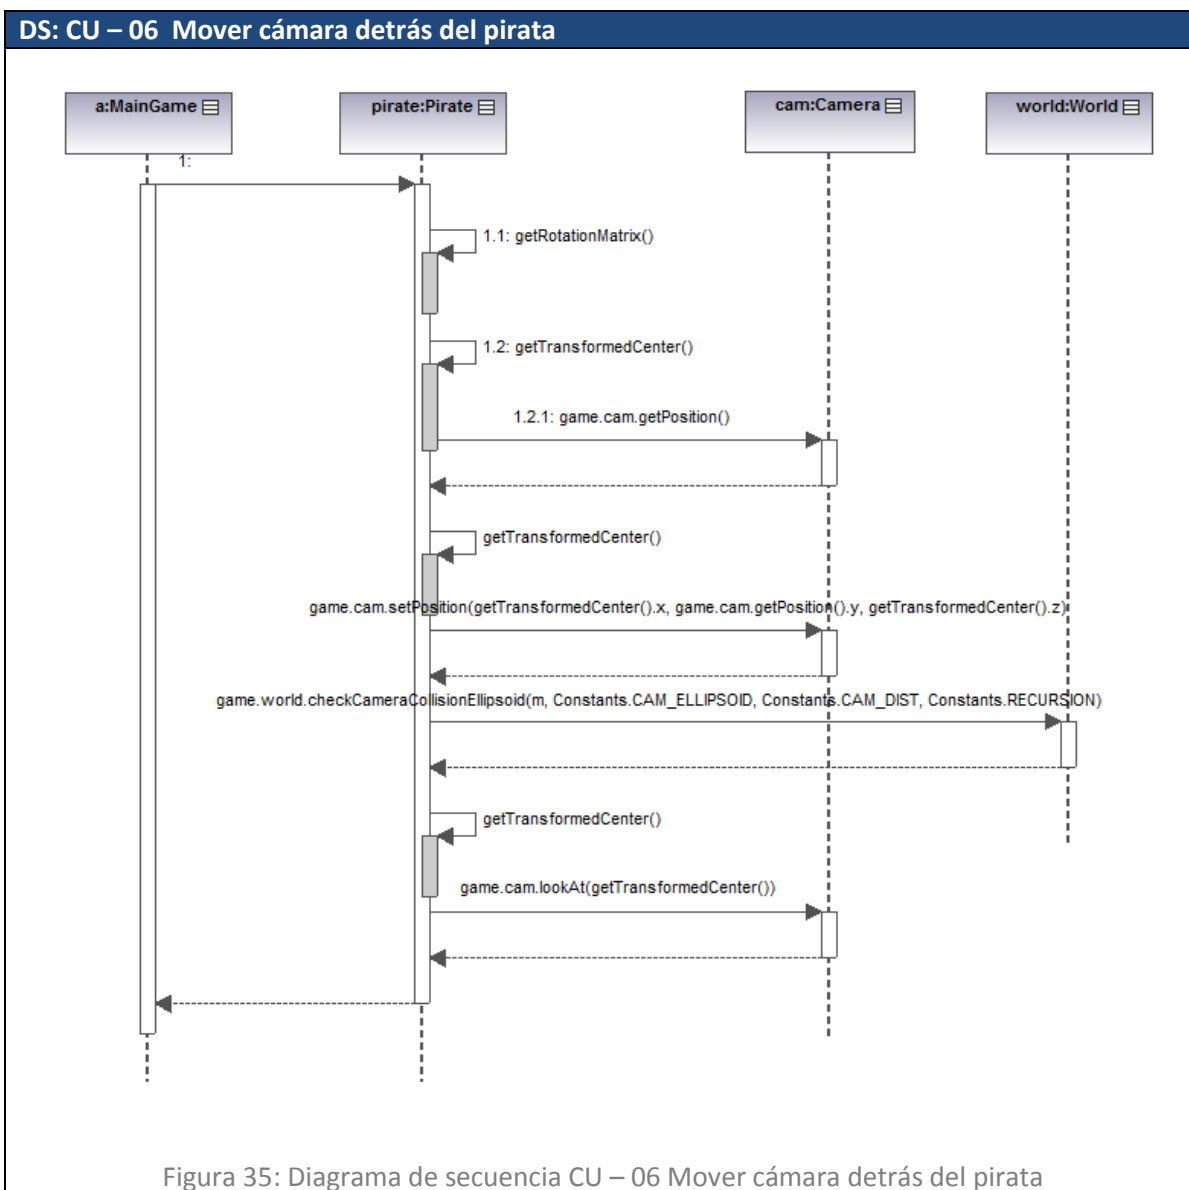 DS: CU – 06 Mover cámara detrás del pirata
a:MainGame
pirate:Pirate
cam:Camera
world:World
1:
1.1: getRotationMatrix()
1.2: getTransformedCenter()
1.2.1: game.cam.getPosition()
getTransformedCenter()
game.cam.setPosition(getTransformedCenter().x, game.cam.getPosition().y, getTransformedCenter().z)
game.world.checkCameraCollisionEllipsoid(m, Constants.CAM_ELLIPSOID, Constants.CAM_DIST, Constants.RECURSION)
getTransformedCenter()
game.cam.lookAt(getTransformedCenter())
Figura 35: Diagrama de secuencia CU – 06 Mover cámara detrás del pirata